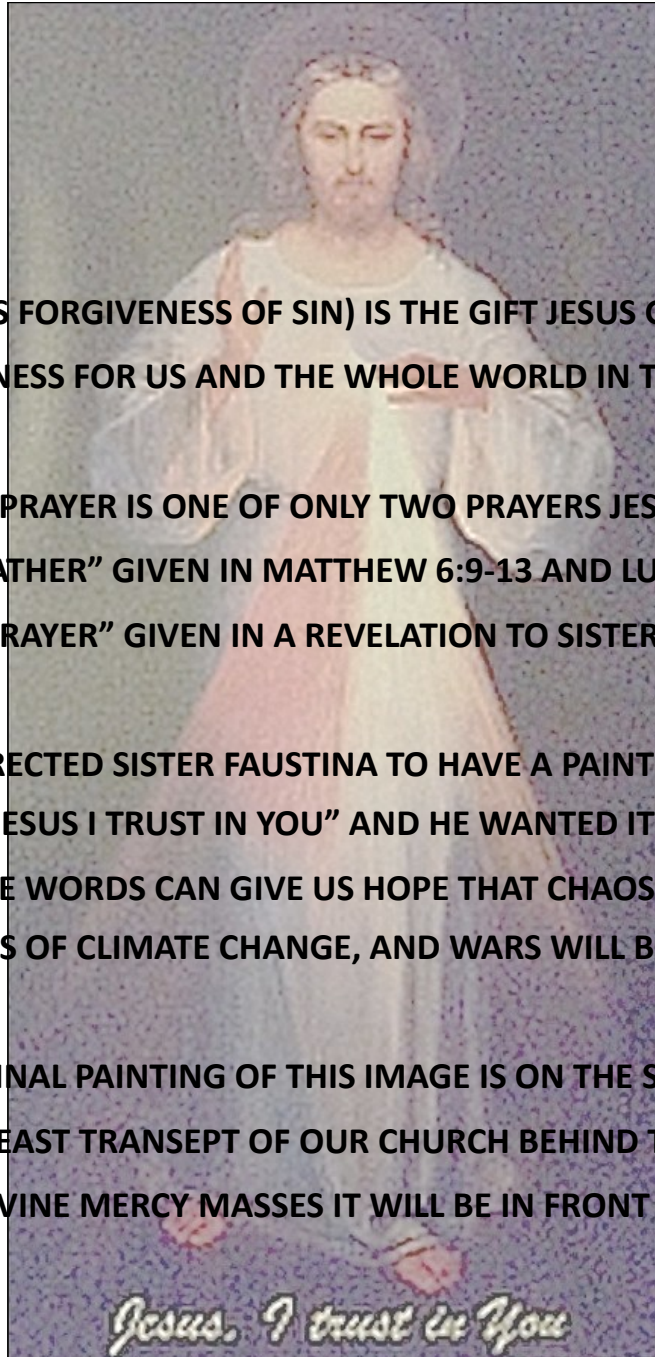 S FORGIVENESS OF SIN) IS THE GIFT JESUS
NESS FOR US AND THE WHOLE WORLD IN T
PRAYER IS ONE OF ONLY TWO PRAYERS JES
ATHER” GIVEN IN MATTHEW 6:9-13 AND LU
RAYER” GIVEN IN A REVELATION TO SISTER
RECTED SISTER FAUSTINA TO HAVE A PAINT
ESUS I TRUST IN YOU” AND HE WANTED IT
E WORDS CAN GIVE US HOPE THAT CHAOS
S OF CLIMATE CHANGE, AND WARS WILL B
INAL PAINTING OF THIS IMAGE IS ON THE S
EAST TRANSEPT OF OUR CHURCH BEHIND T
VINE MERCY MASSES IT WILL BE IN FRONT
Jesus, I trust in You